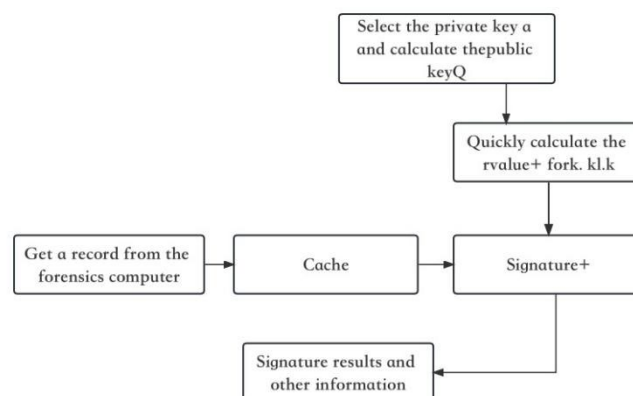 Select the private key a
and calculate thepublic
keyQ
Quickly calculate the
rvalue+ fork. kl.k
Get a record from the
forensics computer
Cache
Signature+
Signature results and
other information